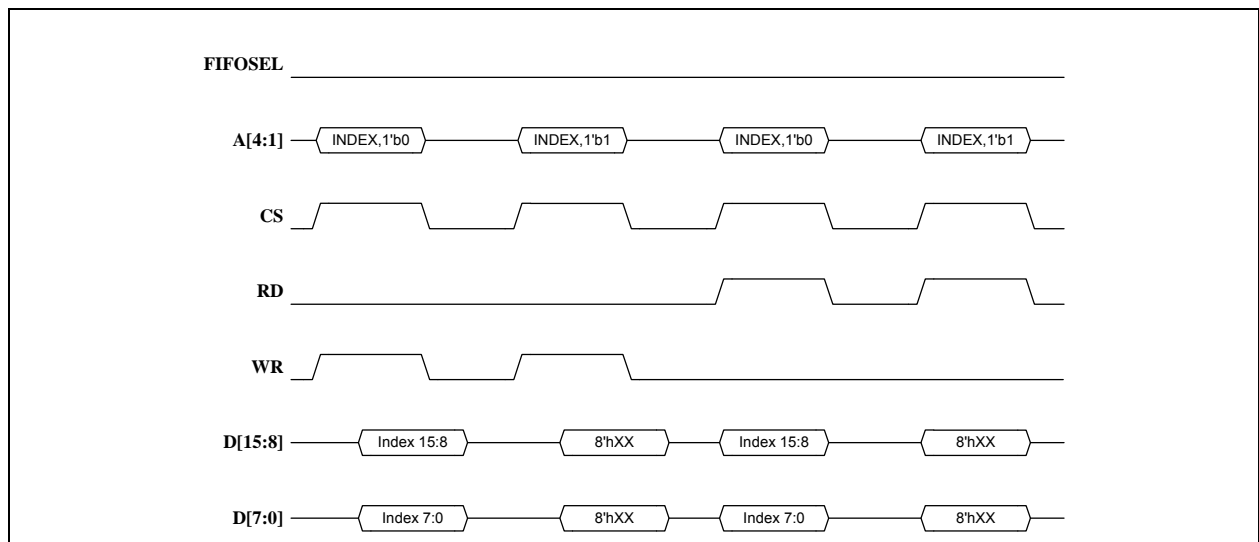 FIFOSEL
A[4:1] INDEX,1'b0 INDEX,1'b1 INDEX,1'b0 INDEX,1'b1
CS
RD
WR
D[15:8] Index 15:8 8'hXX Index 15:8 8'hXX
D[7:0] Index 7:0 8'hXX Index 7:0 8'hXX